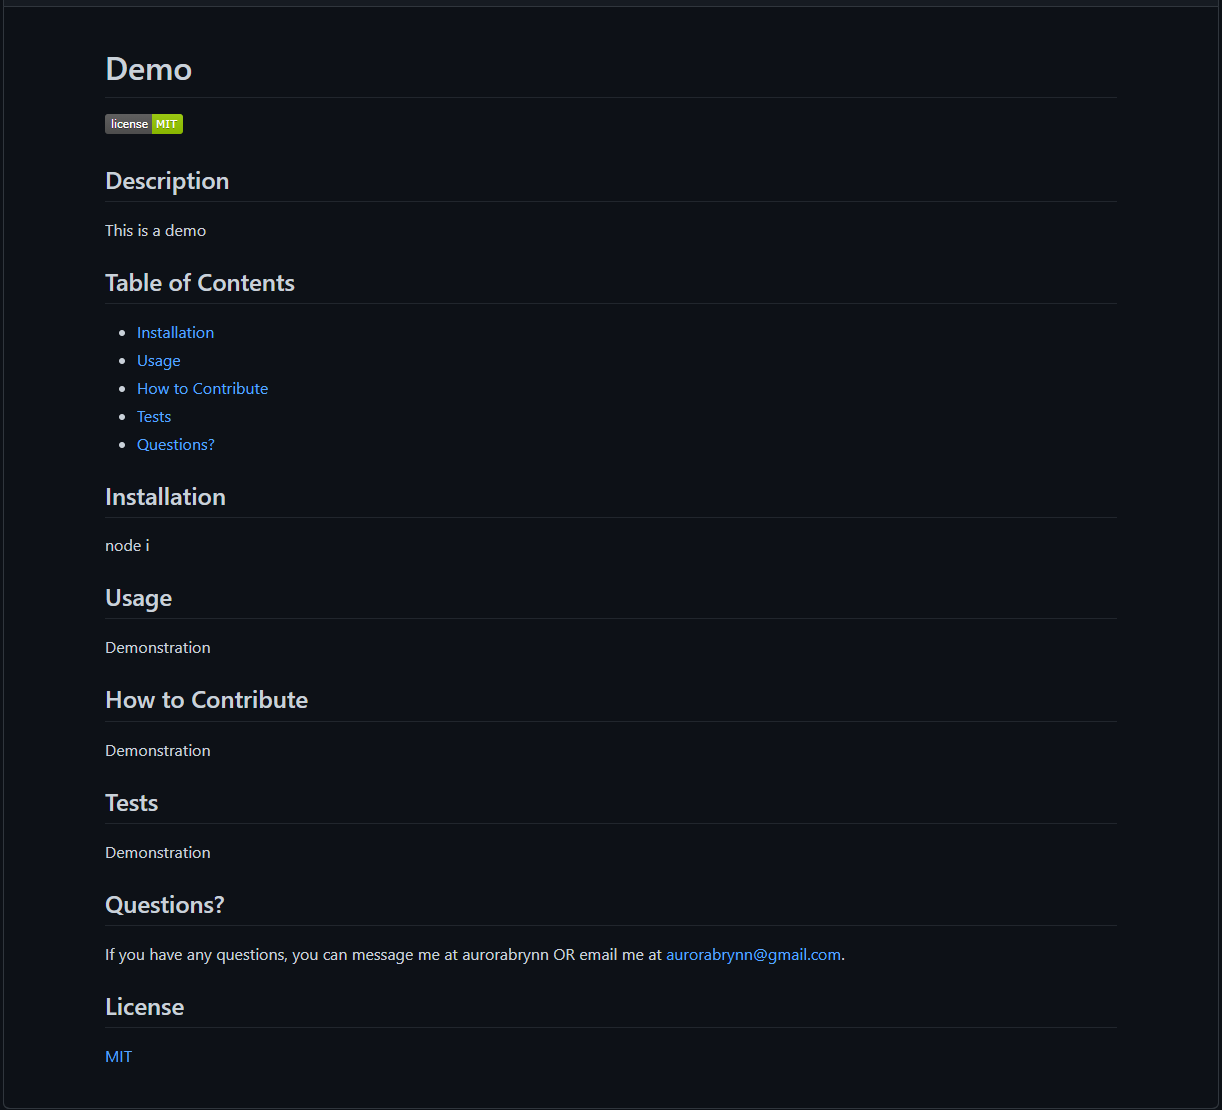 Demo
license MIT
Description
This is a demo
Table of Contents
Installation
Usage
How to Contribute
Tests
Questions?
Installation
node i
Usage
Demonstration
How to Contribute
Demonstration
Tests
Demonstration
Questions?
If you have any questions, you can message me at aurorabrynn OR email me at aurorabrynn@gmail.com.
License
MIT